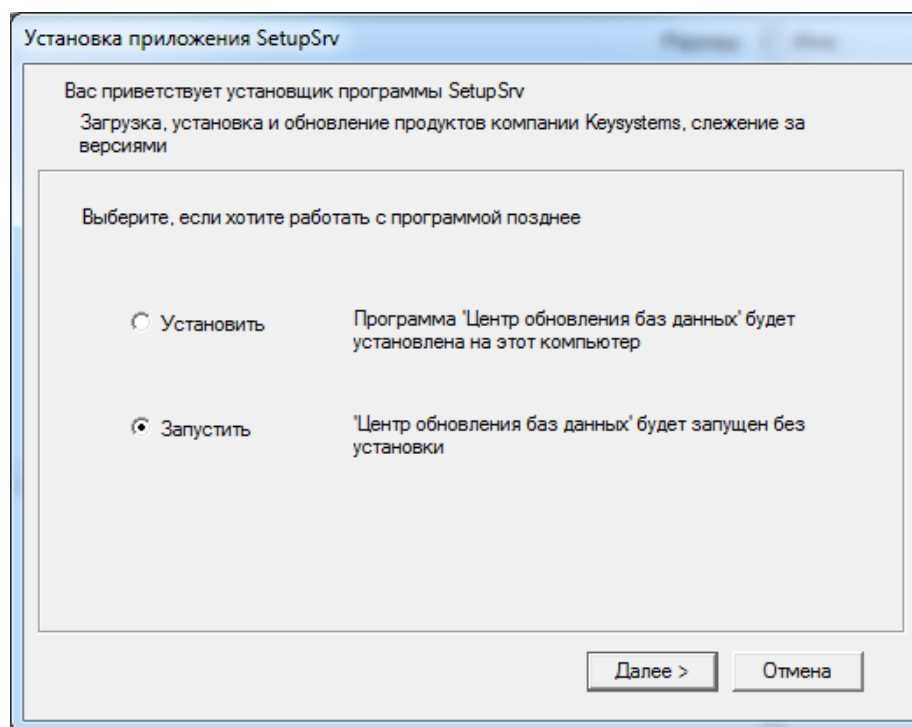 Установка приложения SetupSrv
Вас приветствует установщик программы SetupSrv
Загрузка, установка и обновление продуктов компании Keysystems, слежение за
версиями
Выберите, если хотите работать с программой позднее
Установить
Программа 'Центр обновления баз данных' будет
установлена на этот компьютер
Запустить
'Центр обновления баз данных' будет запущен без
установки
Далее >
Отмена